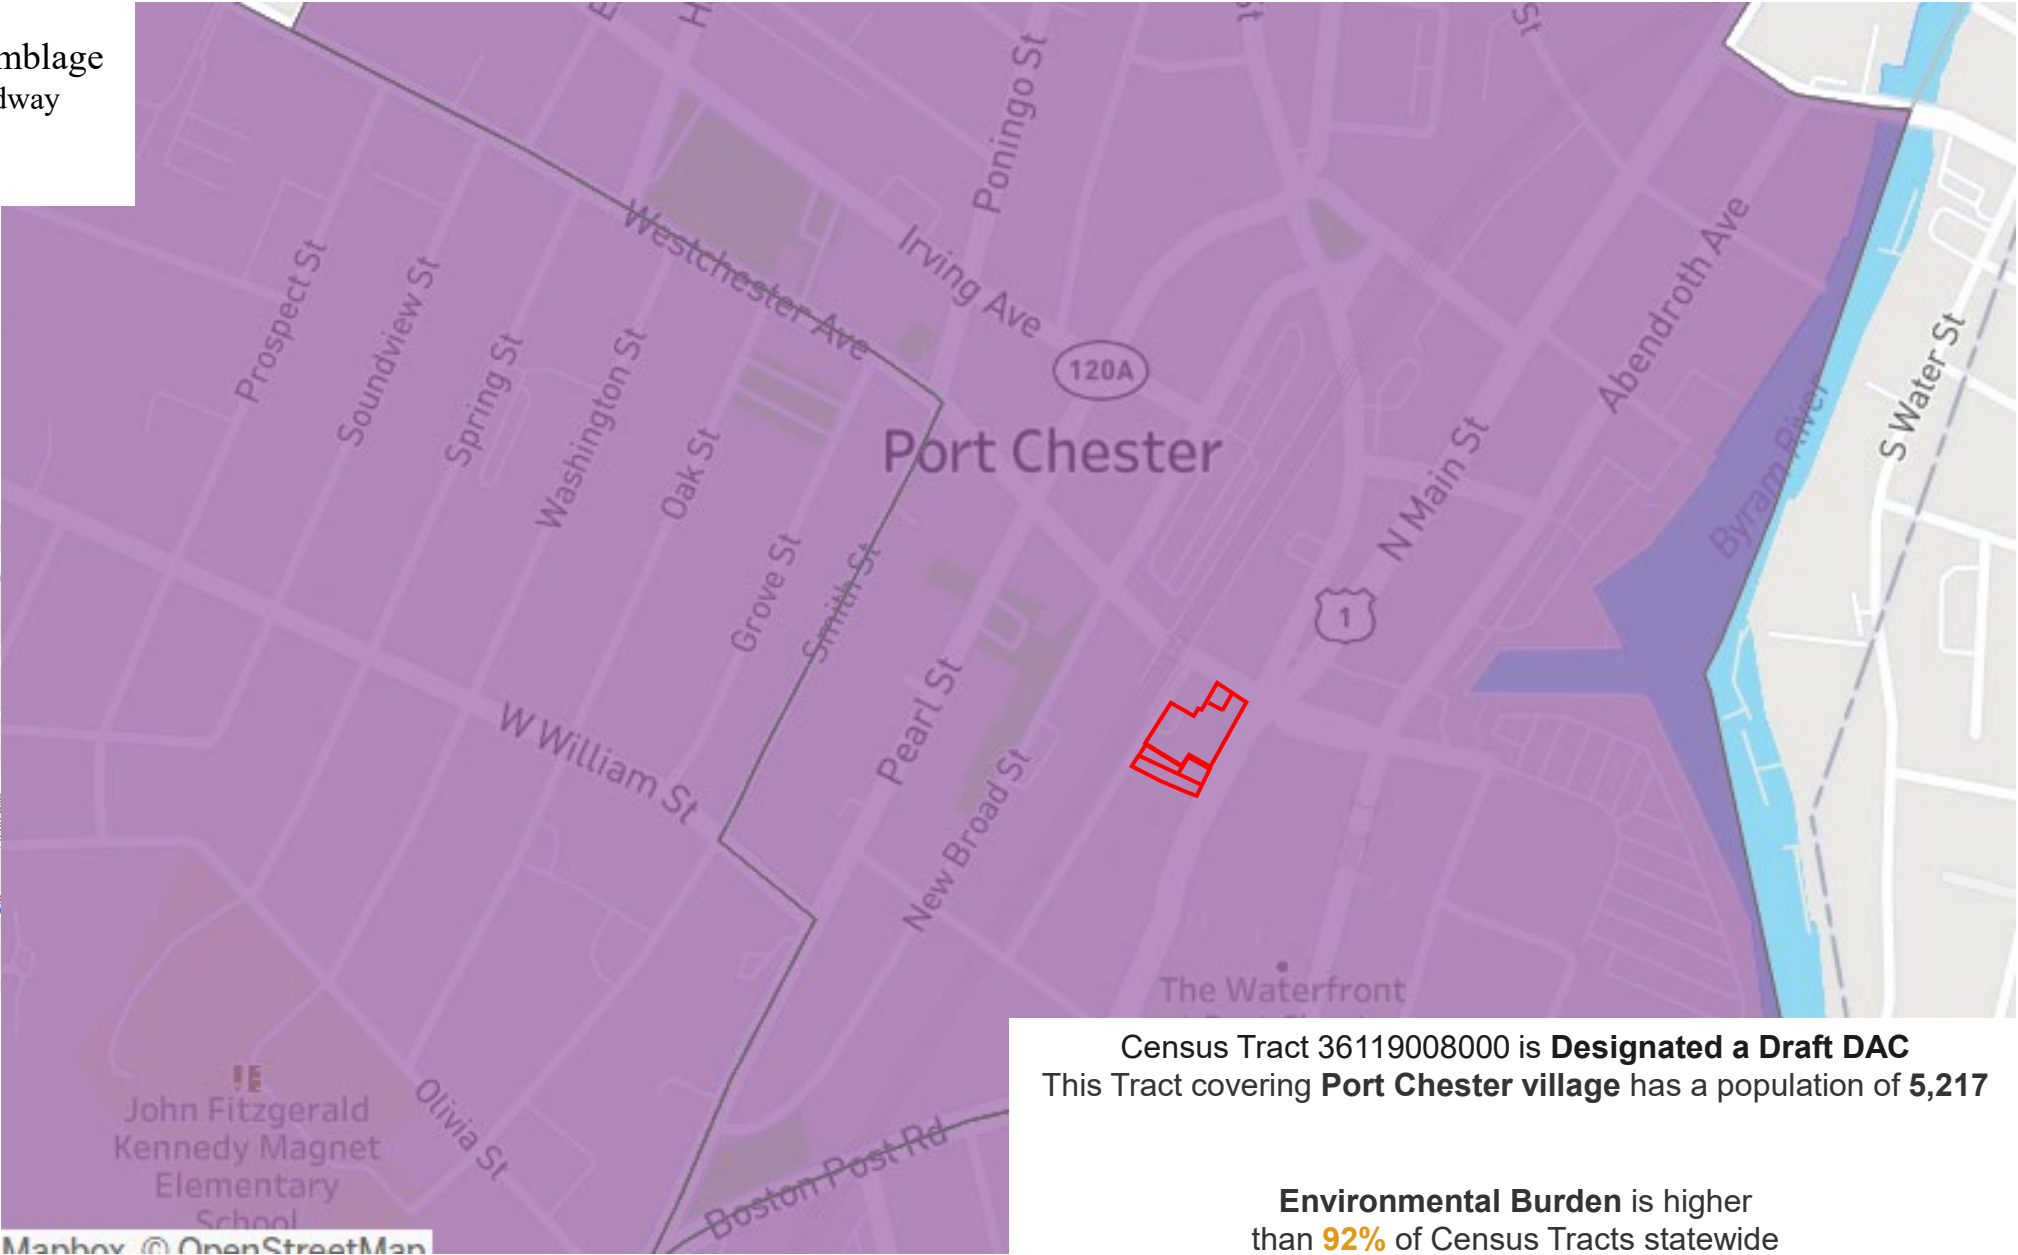 mblage
dway
St
St
Poningo St
Westchester Ave
Irving Ave
Prospect St
Soundview St
Spring St
Washington St
Oak St
Grove St
Smith St
120A
Port Chester
Abendroth Ave
N Main St
Byram River
S Water St
1
Pearl St
New Broad St
W William St
The Waterfront
John Fitzgerald
Kennedy Magnet
Elementary
School
Olivia St
Boston Post Rd
Mapbox © OpenStreetMap
Census Tract 36119008000 is Designated a Draft DAC
This Tract covering Port Chester village has a population of 5,217
Environmental Burden is higher
than 92% of Census Tracts statewide